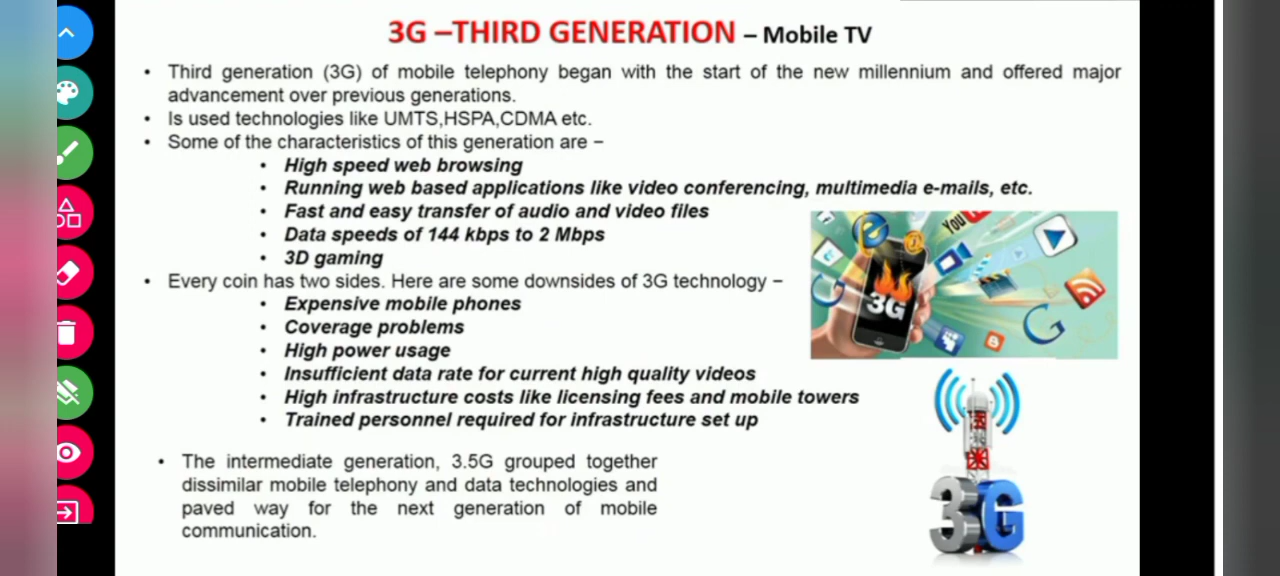 3G –THIRD GENERATION – Mobile TV
• Third generation (3G) of mobile telephony began with the start of the new millennium and offered major
advancement over previous generations.
• Is used technologies like UMTS,HSPA,CDMA etc.
• Some of the characteristics of this generation are –
• High speed web browsing
• Running web based applications like video conferencing, multimedia e-mails, etc.
• Fast and easy transfer of audio and video files
• Data speeds of 144 kbps to 2 Mbps
• 3D gaming
• Every coin has two sides. Here are some downsides of 3G technology –
• Expensive mobile phones
• Coverage problems
• High power usage
• Insufficient data rate for current high quality videos
• High infrastructure costs like licensing fees and mobile towers
• Trained personnel required for infrastructure set up
• The intermediate generation, 3.5G grouped together
dissimilar mobile telephony and data technologies and
paved way for the next generation of mobile
communication.
You
3G
3G